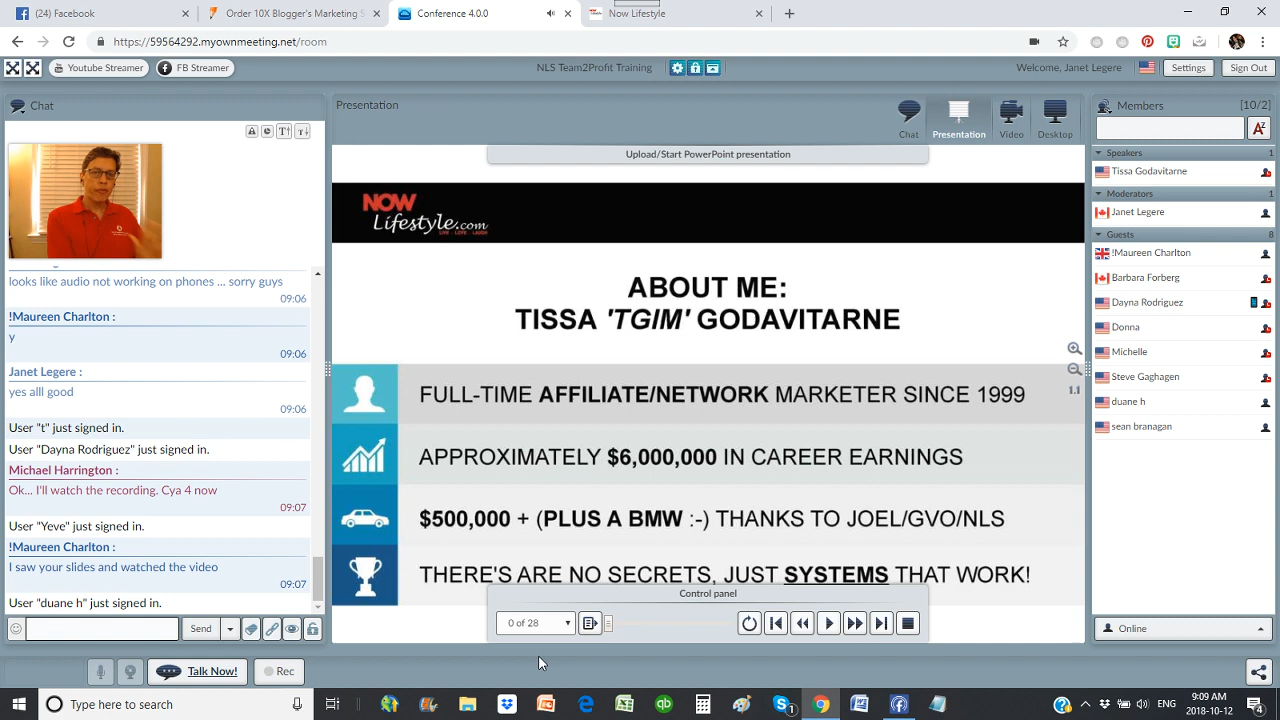 (24) Facebook
Order 10X Blogger's Marketing S
Conference 4.0.0
Now Lifestyle
https://59564292.myownmeeting.net/room
Youtube Streamer
FB Streamer
NLS Team2Profit Training
Welcome, Janet Legere
Settings
Sign Out
Chat
looks like audio not working on phones ... sorry guys
09:06
!Maureen Charlton :
y
09:06
Janet Legere :
yes alll good
09:06
User "t" just signed in.
User "Dayna Rodriguez" just signed in.
Michael Harrington :
Ok... I'll watch the recording. Cya 4 now
09:07
User "Yeve" just signed in.
!Maureen Charlton :
I saw your slides and watched the video
09:07
User "duane h" just signed in.
Send
Talk Now!
Rec
Presentation
Chat
Presentation
Video
Desktop
Upload/Start PowerPoint presentation
NOW
Lifestyle.com
LIVE - LOVE - LAUGH
ABOUT ME:
TISSA 'TGIM' GODAVITARNE
FULL-TIME AFFILIATE/NETWORK MARKETER SINCE 1999
APPROXIMATELY $6,000,000 IN CAREER EARNINGS
$500,000 + (PLUS A BMW :-) THANKS TO JOEL/GVO/NLS
THERE'S ARE NO SECRETS, JUST SYSTEMS THAT WORK!
1.1
Control panel
0 of 28
Members
[10/2]
AZ
Speakers 1
Tissa Godavitarne
Moderators 1
Janet Legere
Guests 8
!Maureen Charlton
Barbara Forberg
Dayna Rodriguez
Donna
Michelle
Steve Gaghagen
duane h
sean branagan
Online
Type here to search
ENG
9:09 AM
2018-10-12